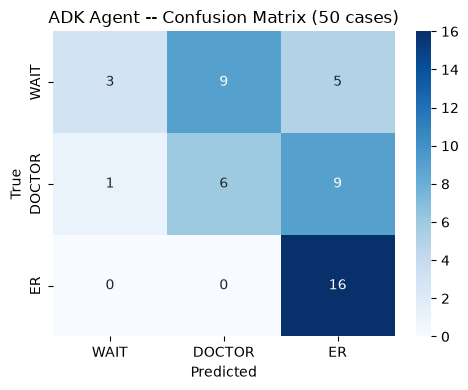 ADK Agent -- Confusion Matrix (50 cases)
True
WAIT
3
9
5
DOCTOR
1
6
9
ER
0
0
16
WAIT
DOCTOR
ER
Predicted
16
14
12
10
8
6
4
2
0